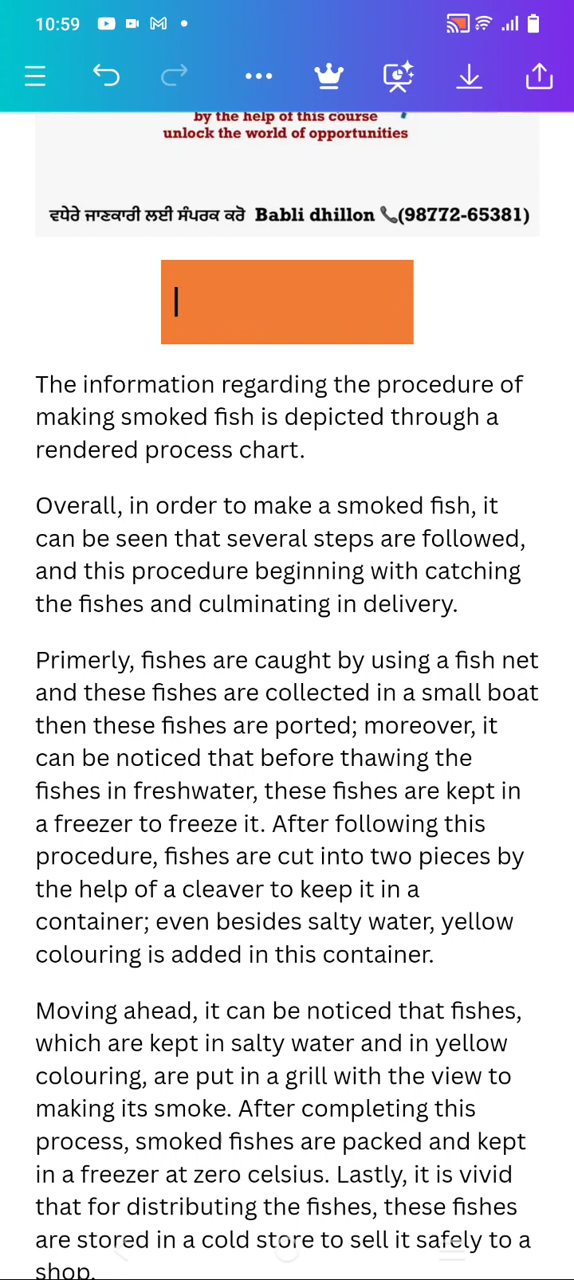 10:59
by the help of this course
unlock the world of opportunities
ਵਧੇਰੇ ਜਾਣਕਾਰੀ ਲਈ ਸੰਪਰਕ ਕਰੋ Babli dhillon 📞(98772-65381)
The information regarding the procedure of
making smoked fish is depicted through a
rendered process chart.
Overall, in order to make a smoked fish, it
can be seen that several steps are followed,
and this procedure beginning with catching
the fishes and culminating in delivery.
Primerly, fishes are caught by using a fish net
and these fishes are collected in a small boat
then these fishes are ported; moreover, it
can be noticed that before thawing the
fishes in freshwater, these fishes are kept in
a freezer to freeze it. After following this
procedure, fishes are cut into two pieces by
the help of a cleaver to keep it in a
container; even besides salty water, yellow
colouring is added in this container.
Moving ahead, it can be noticed that fishes,
which are kept in salty water and in yellow
colouring, are put in a grill with the view to
making its smoke. After completing this
process, smoked fishes are packed and kept
in a freezer at zero celsius. Lastly, it is vivid
that for distributing the fishes, these fishes
are stored in a cold store to sell it safely to a
shop.